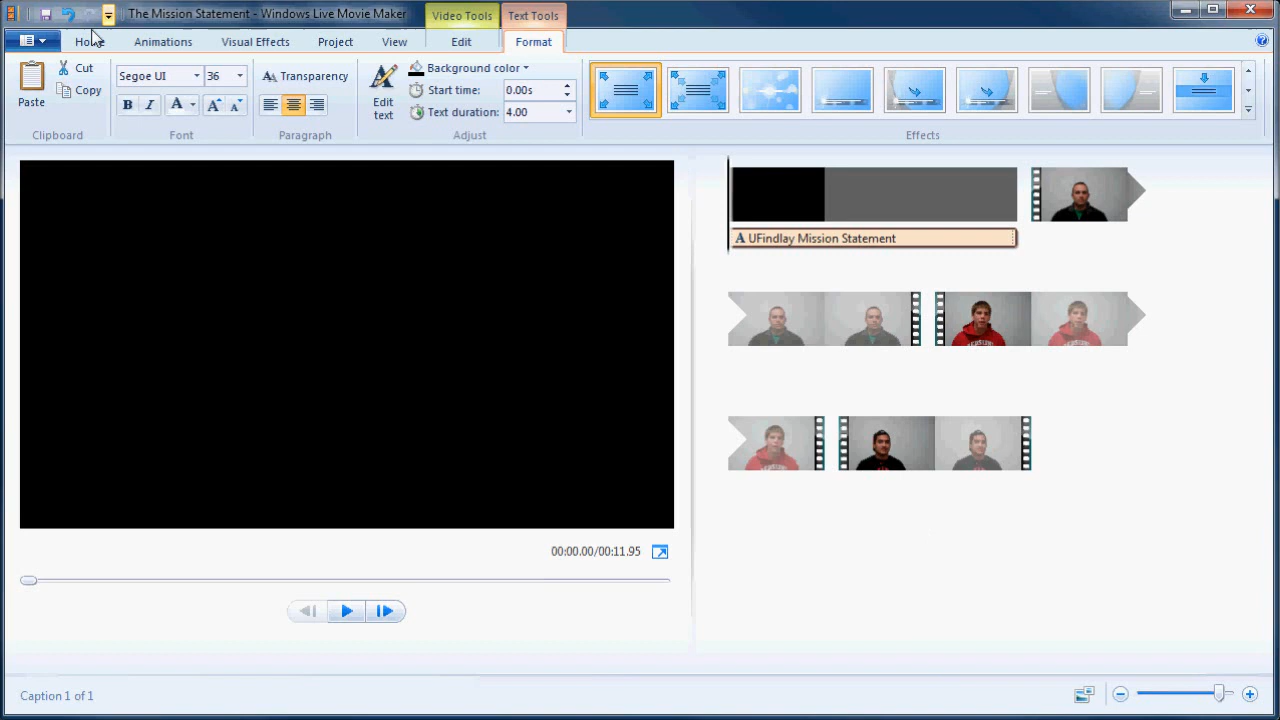 The Mission Statement - Windows Live Movie Maker
Video Tools
Text Tools
Home
Animations
Visual Effects
Project
View
Edit
Format
Paste
Cut
Copy
Clipboard
Segoe UI
36
B I A A A
Font
Transparency
Paragraph
Edit text
Background color
Start time: 0.00s
Text duration: 4.00
Adjust
Effects
A UFindlay Mission Statement
00:00.00/00:11.95
Caption 1 of 1